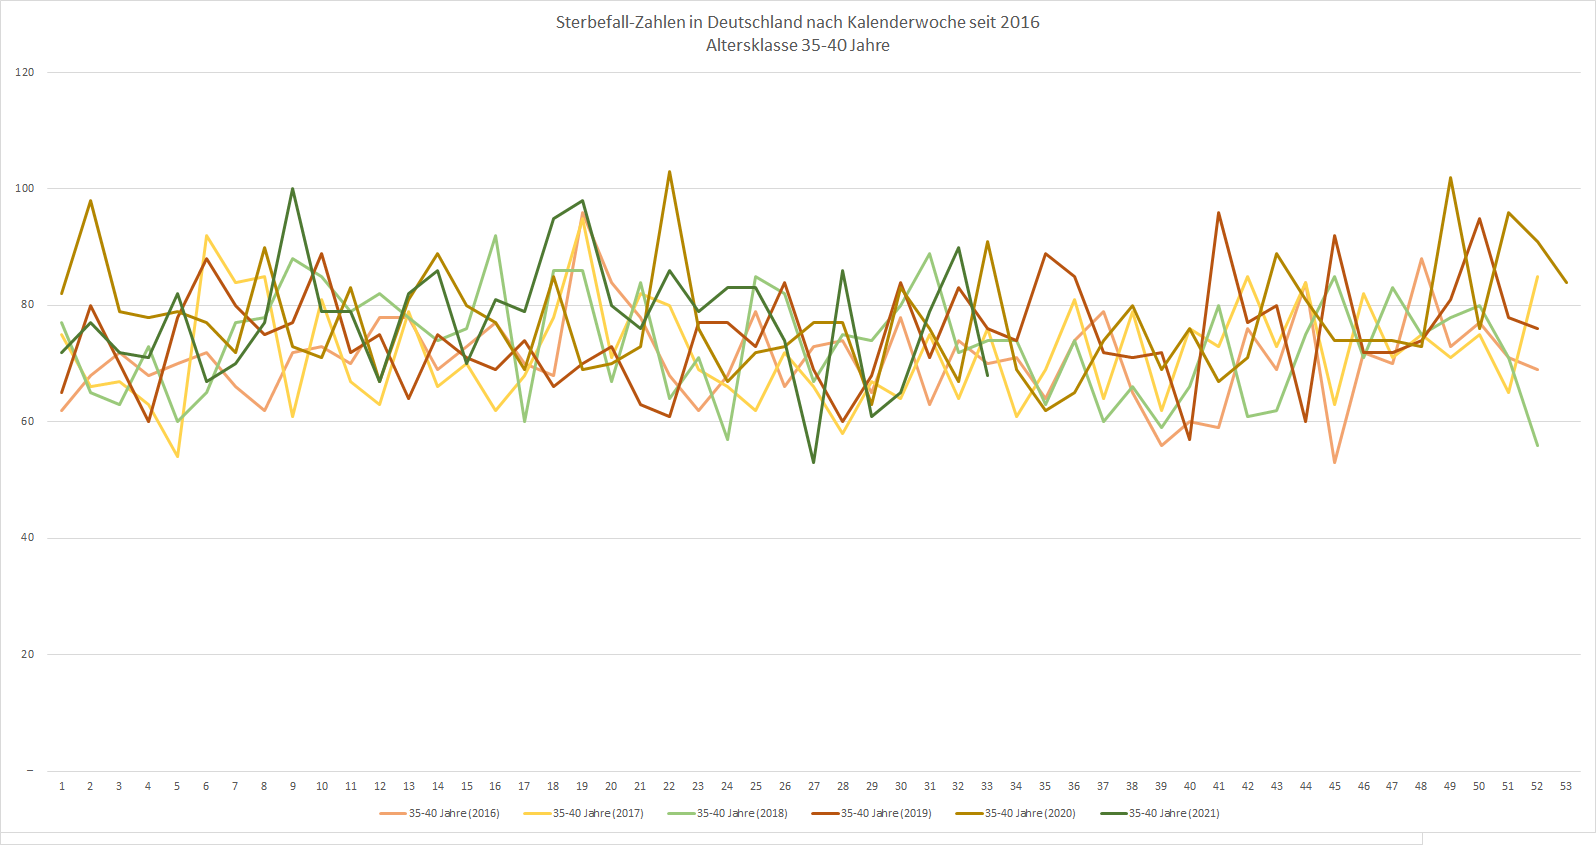 Sterbefall-Zahlen in Deutschland nach Kalenderwoche seit 2016
Altersklasse 35-40 Jahre
120
100
80
60
40
20
–
1 2 3 4 5 6 7 8 9 10 11 12 13 14 15 16 17 18 19 20 21 22 23 24 25 26 27 28 29 30 31 32 33 34 35 36 37 38 39 40 41 42 43 44 45 46 47 48 49 50 51 52 53
35-40 Jahre (2016) 35-40 Jahre (2017) 35-40 Jahre (2018) 35-40 Jahre (2019) 35-40 Jahre (2020) 35-40 Jahre (2021)